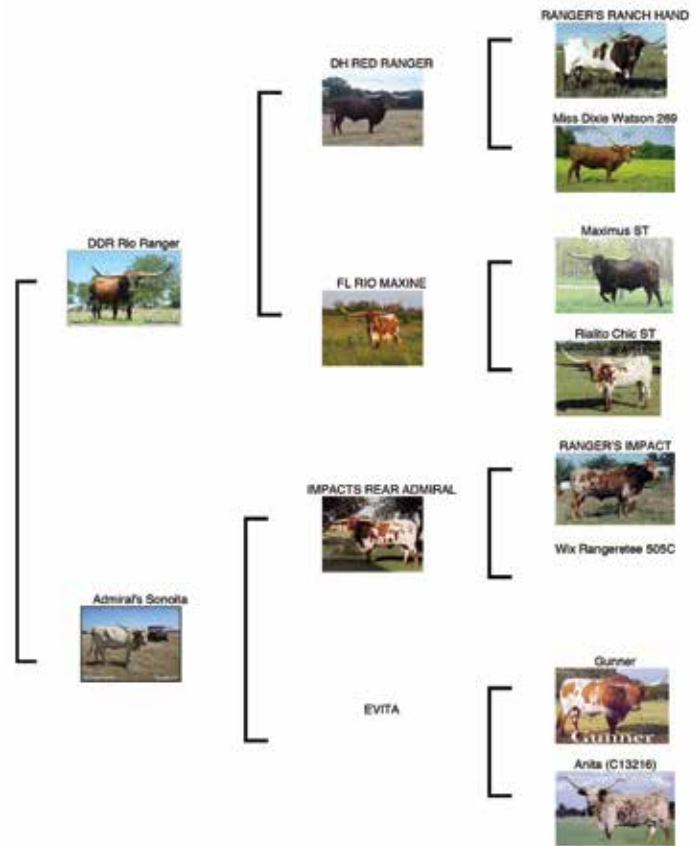 RANGER'S RANCH HAND
DH RED RANGER
Miss Dixie Watson 269
DDR Rio Ranger
Maximus ST
FL RIO MAXINE
Rialito Chic ST
RANGER'S IMPACT
IMPACTS REAR ADMIRAL
Wix Rangeretee 505C
Admiral's Sonoita
Gunner
EVITA
Gunner
Anita (C13216)